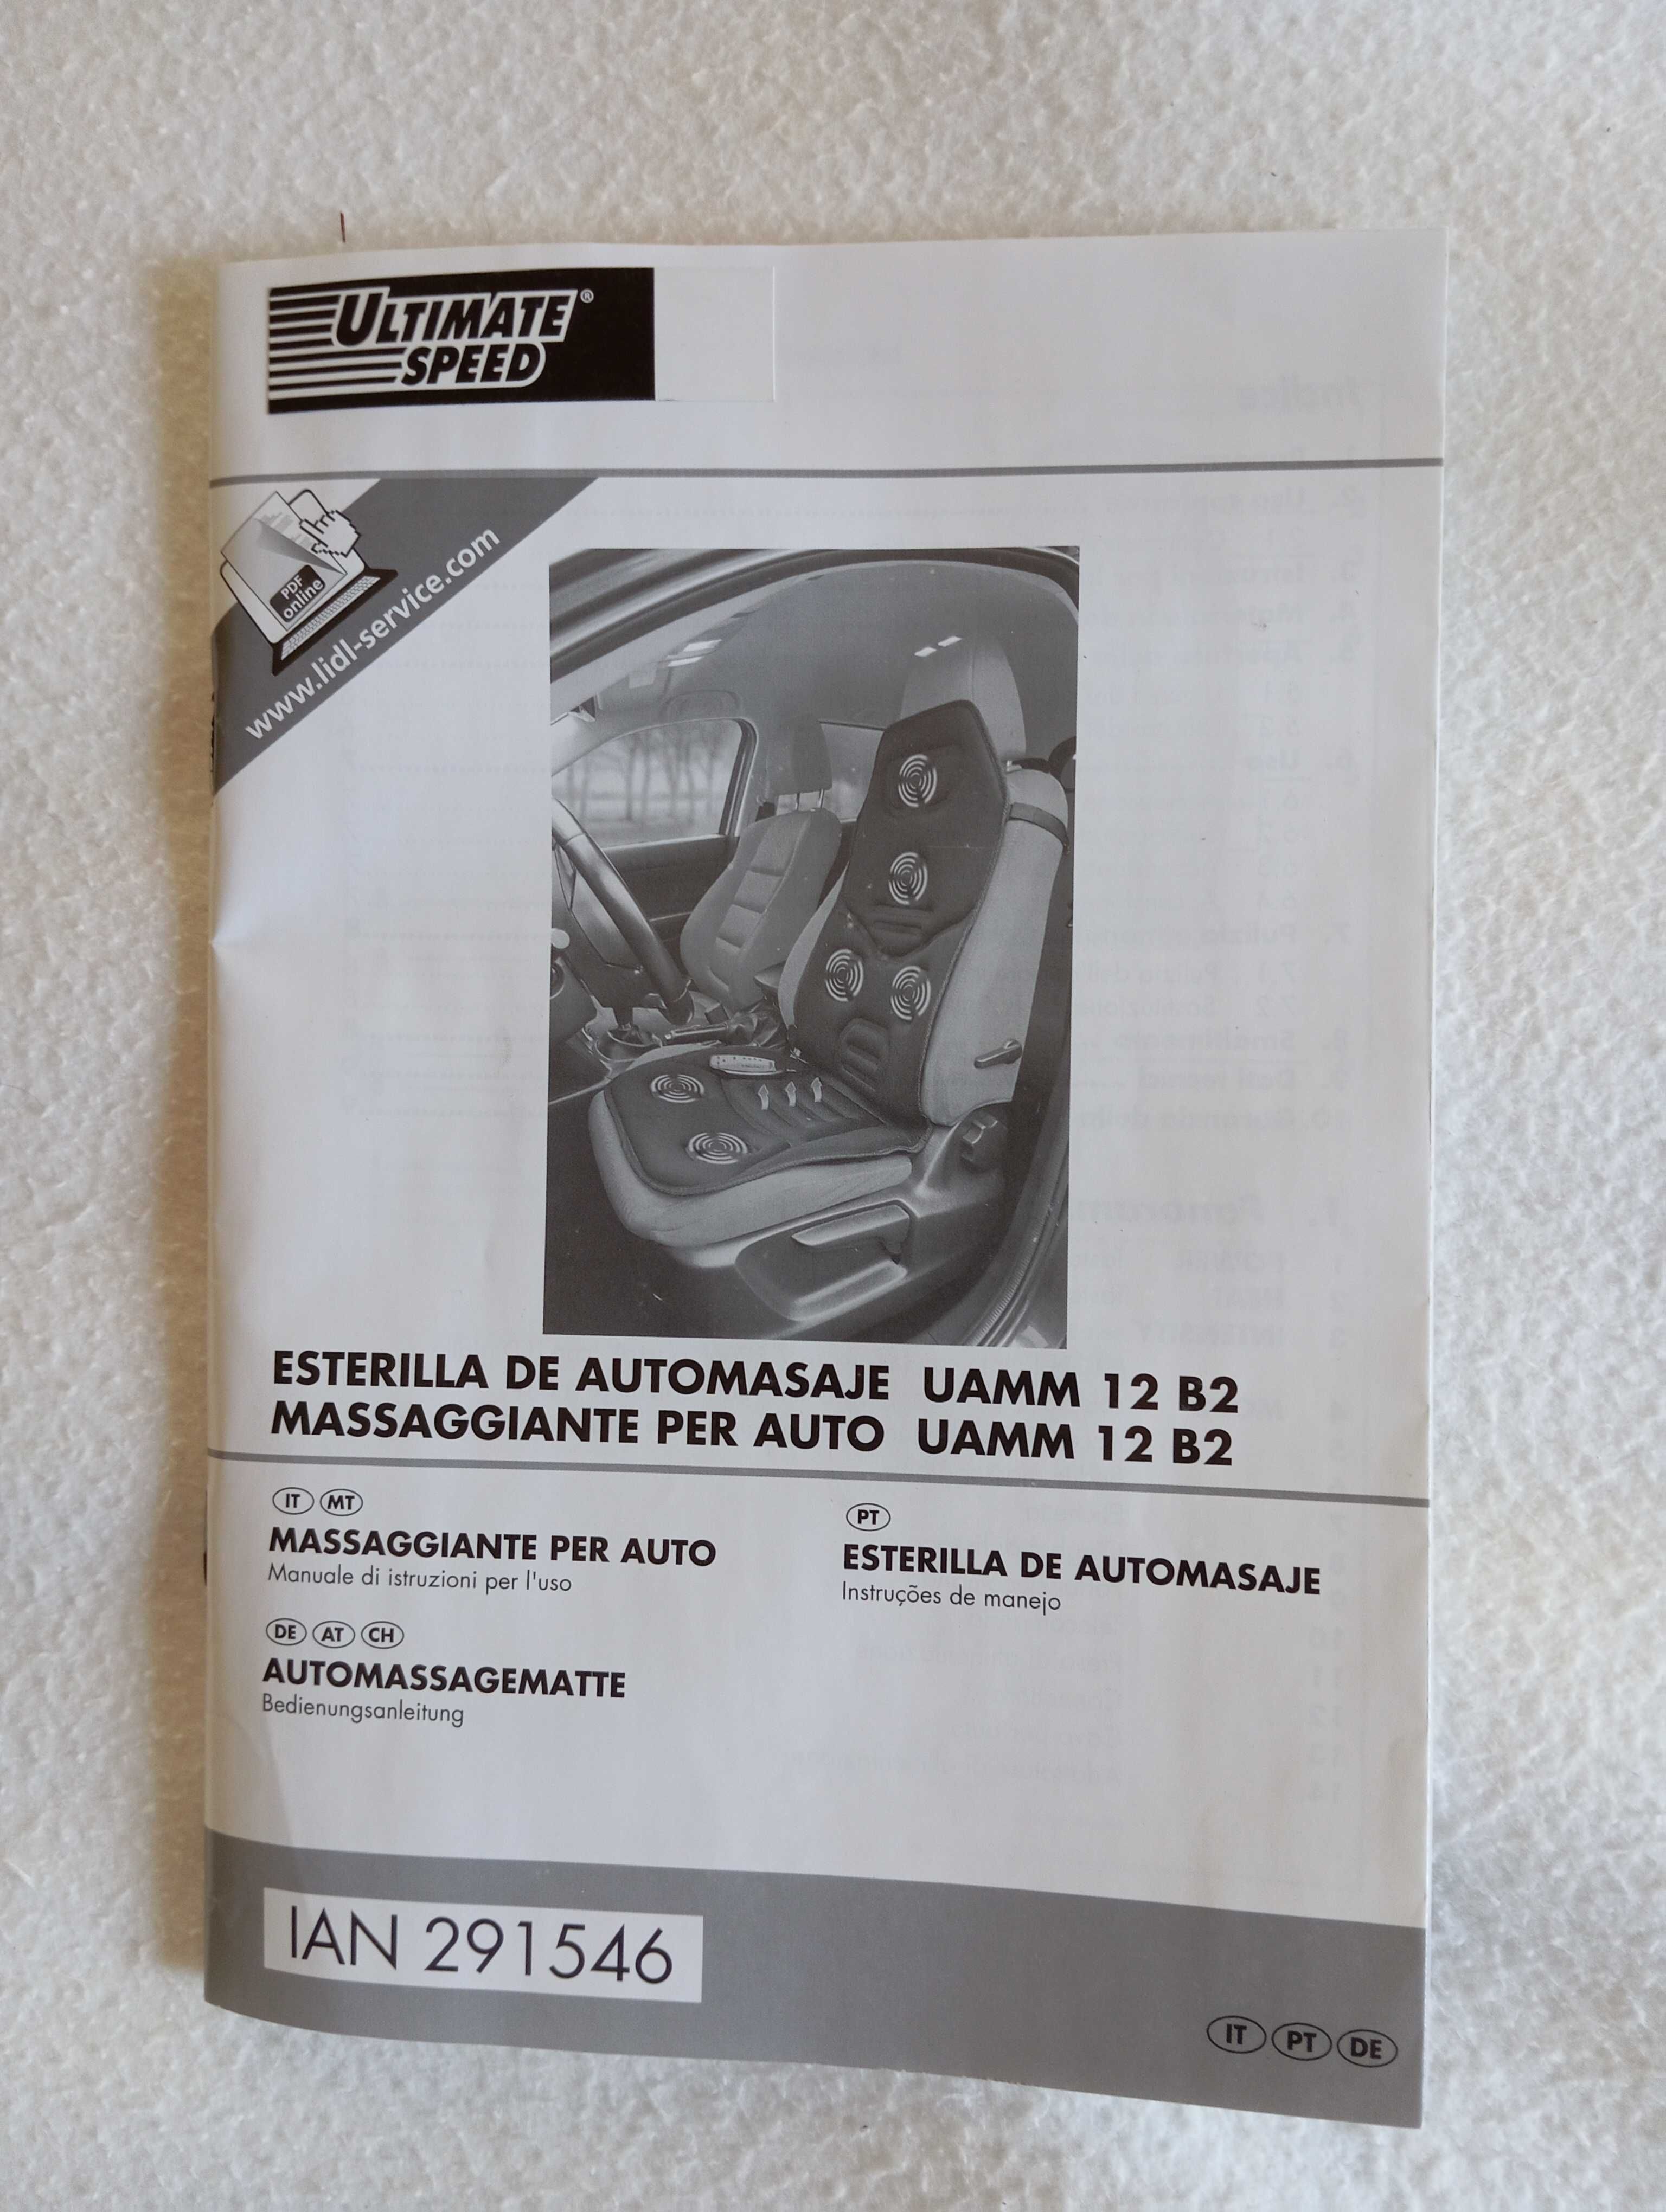 ULTIMATE®
SPEED
PDF
online
www.lidl-service.com
ESTERILLA DE AUTOMASAJE UAMM 12 B2
MASSAGGIANTE PER AUTO UAMM 12 B2
IT MT
MASSAGGIANTE PER AUTO
Manuale di istruzioni per l'uso
PT
ESTERILLA DE AUTOMASAJE
Instruções de manejo
DE AT CH
AUTOMASSAGEMATTE
Bedienungsanleitung
IAN 291546
IT PT DE